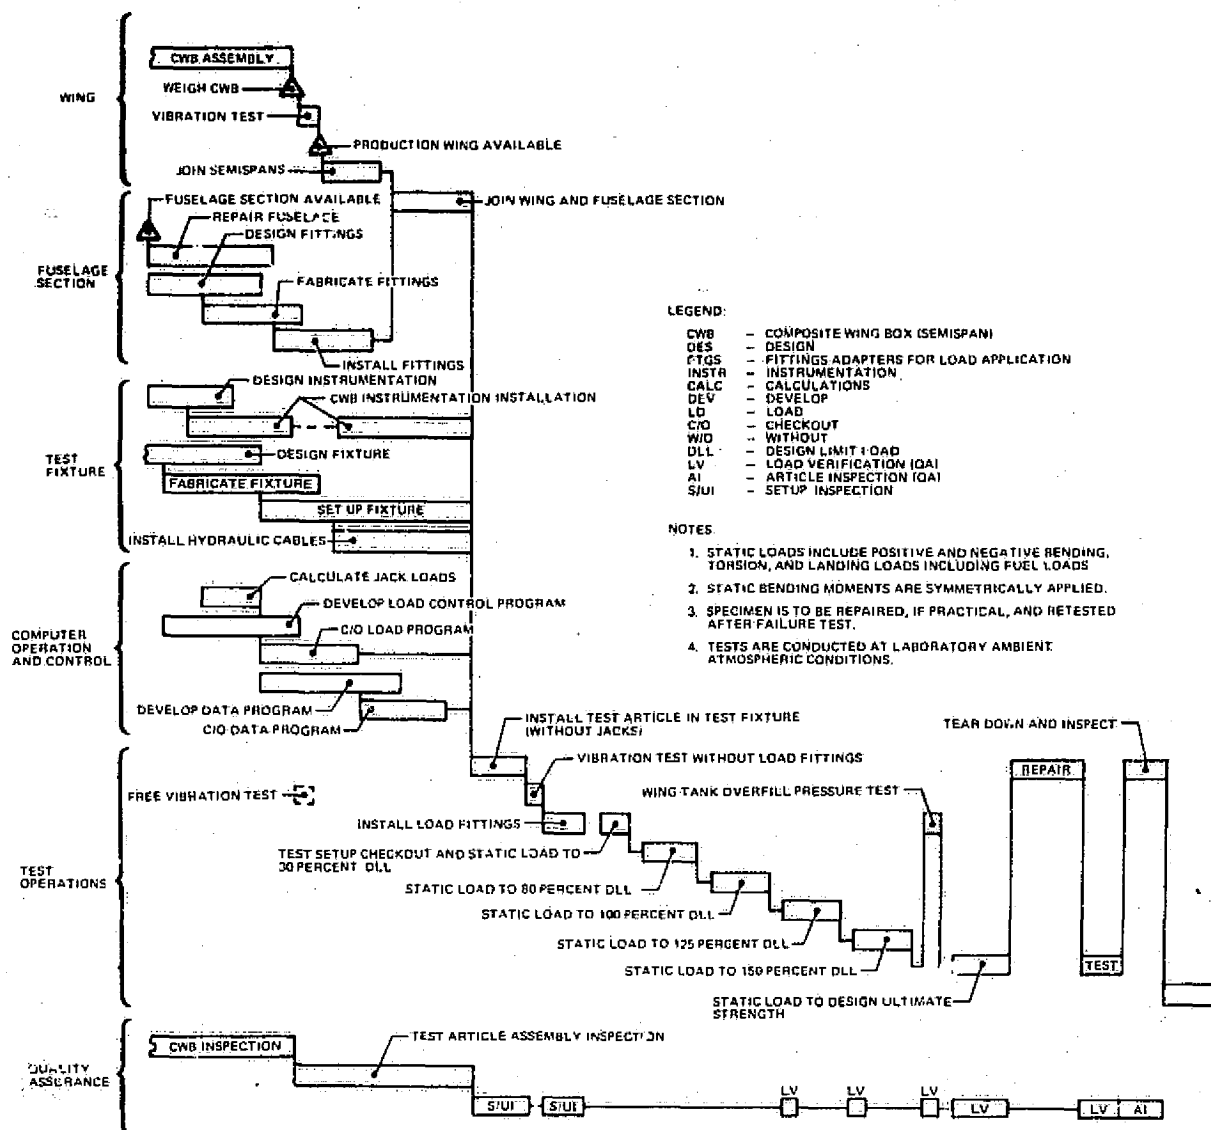 WING
CWB ASSEMBLY
WEIGH CWB
VIBRATION TEST
PRODUCTION WING AVAILABLE
JOIN SEMISPANS
JOIN WING AND FUSELAGE SECTION
FUSELAGE
SECTION
FUSELAGE SECTION AVAILABLE
REPAIR FUSELAGE
DESIGN FITTINGS
FABRICATE FITTINGS
INSTALL FITTINGS
LEGEND:
CWB – COMPOSITE WING BOX (SEMISPAN)
DES – DESIGN
FTGS – FITTINGS ADAPTERS FOR LOAD APPLICATION
INSTR – INSTRUMENTATION
CALC – CALCULATIONS
DEV – DEVELOP
LD – LOAD
C/O – CHECKOUT
W/O – WITHOUT
DLL – DESIGN LIMIT LOAD
LV – LOAD VERIFICATION (QA)
AI – ARTICLE INSPECTION (QA)
S/UI – SETUP INSPECTION
TEST
FIXTURE
DESIGN INSTRUMENTATION
CWB INSTRUMENTATION INSTALLATION
DESIGN FIXTURE
FABRICATE FIXTURE
SET UP FIXTURE
INSTALL HYDRAULIC CABLES
NOTES
1. STATIC LOADS INCLUDE POSITIVE AND NEGATIVE BENDING,
TORSION, AND LANDING LOADS INCLUDING FUEL LOADS
2. STATIC BENDING MOMENTS ARE SYMMETRICALLY APPLIED.
3. SPECIMEN IS TO BE REPAIRED, IF PRACTICAL, AND RETESTED
AFTER FAILURE TEST.
4. TESTS ARE CONDUCTED AT LABORATORY AMBIENT
ATMOSPHERIC CONDITIONS.
COMPUTER
OPERATION
AND CONTROL
CALCULATE JACK LOADS
DEVELOP LOAD CONTROL PROGRAM
C/O LOAD PROGRAM
DEVELOP DATA PROGRAM
C/O DATA PROGRAM
TEST
OPERATIONS
INSTALL TEST ARTICLE IN TEST FIXTURE
(WITHOUT JACKS)
TEAR DOWN AND INSPECT
VIBRATION TEST WITHOUT LOAD FITTINGS
REPAIR
FREE VIBRATION TEST
WING TANK OVERFILL PRESSURE TEST
INSTALL LOAD FITTINGS
TEST SETUP CHECKOUT AND STATIC LOAD TO
30 PERCENT DLL
STATIC LOAD TO 80 PERCENT DLL
STATIC LOAD TO 100 PERCENT DLL
STATIC LOAD TO 125 PERCENT DLL
STATIC LOAD TO 150 PERCENT DLL
TEST
STATIC LOAD TO DESIGN ULTIMATE
STRENGTH
QUALITY
ASSURANCE
CWB INSPECTION
TEST ARTICLE ASSEMBLY INSPECTION
S/UI
S/UI
LV
LV
LV
LV
LV
AI